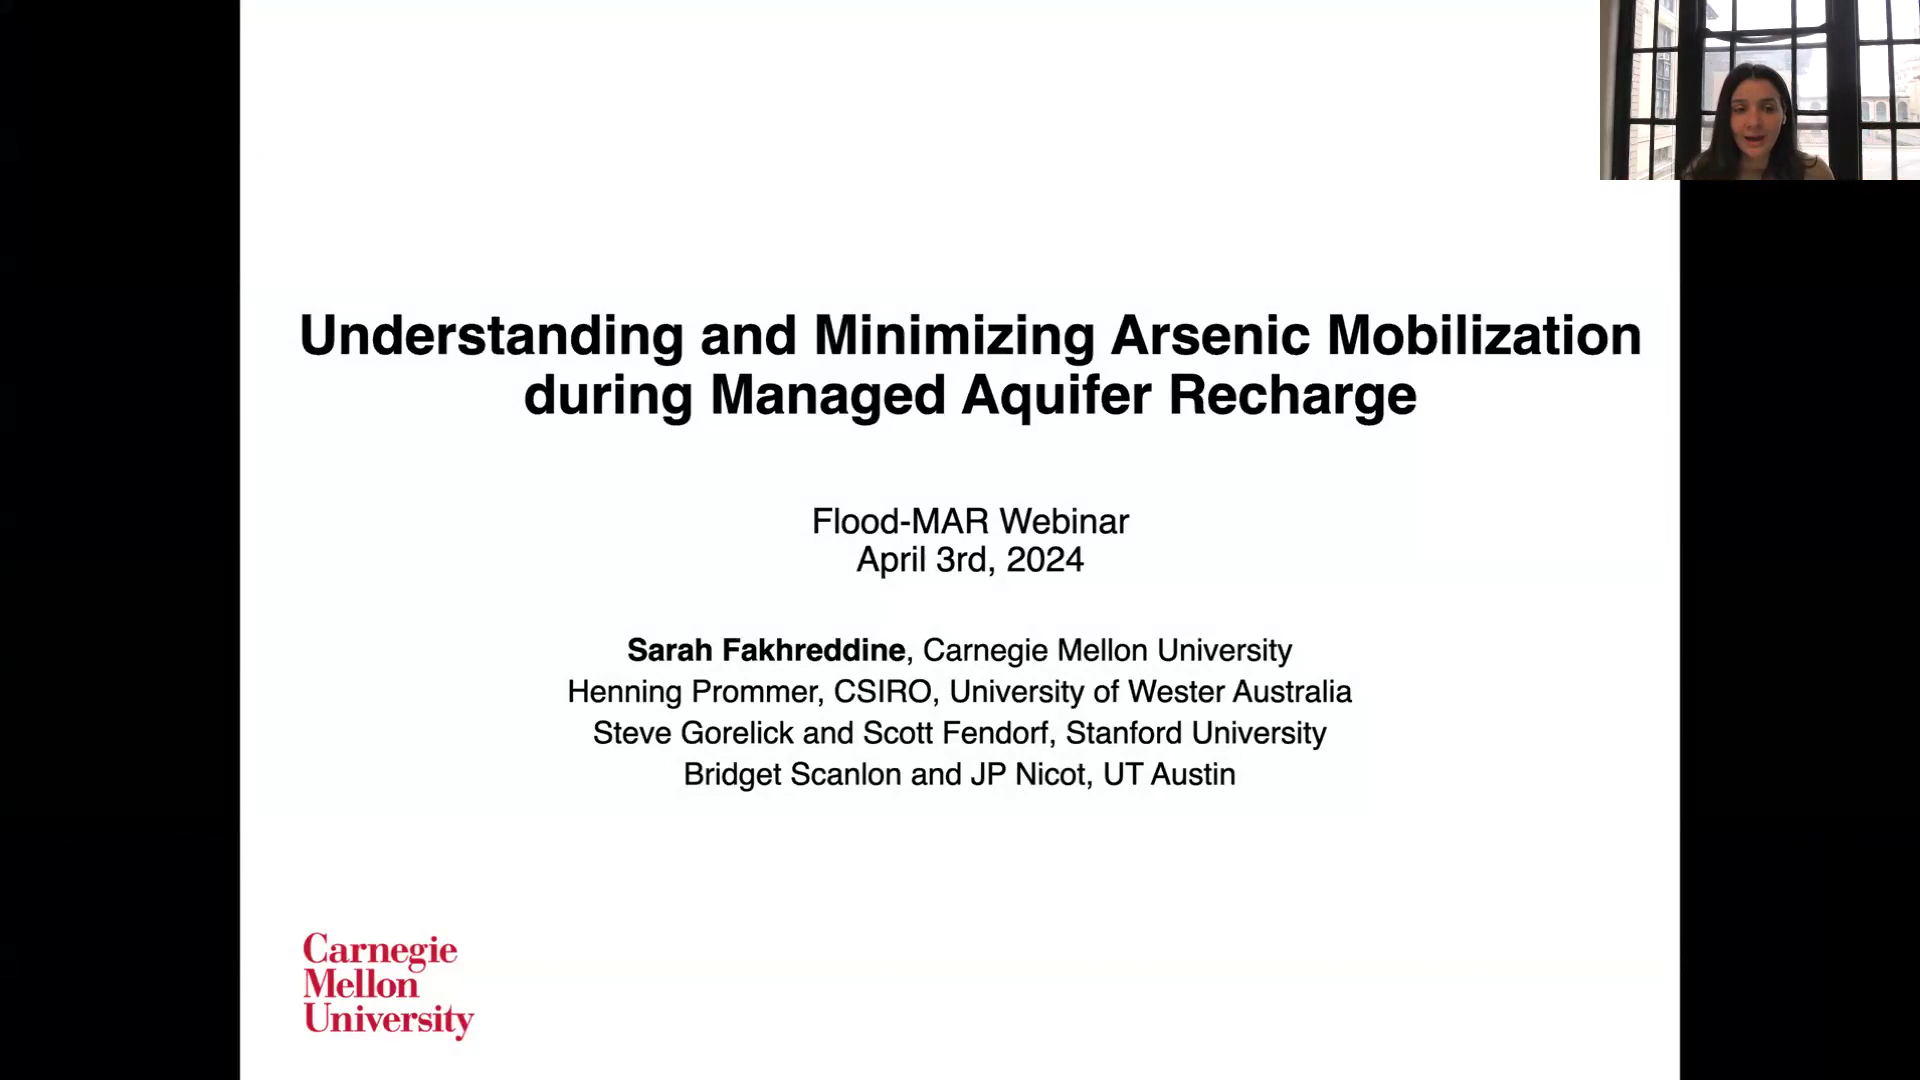 Understanding and Minimizing Arsenic Mobilization
during Managed Aquifer Recharge
Flood-MAR Webinar
April 3rd, 2024
Sarah Fakhreddine, Carnegie Mellon University
Henning Prommer, CSIRO, University of Wester Australia
Steve Gorelick and Scott Fendorf, Stanford University
Bridget Scanlon and JP Nicot, UT Austin
Carnegie
Mellon
University